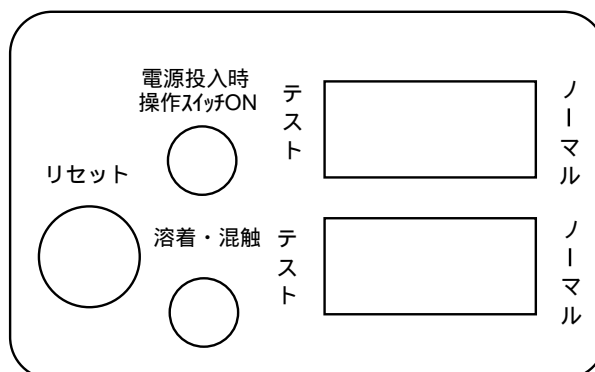 電源投入時
操作ｽｲｯﾁON
テスト
ノーマル
リセット
溶着・混触
テスト
ノーマル